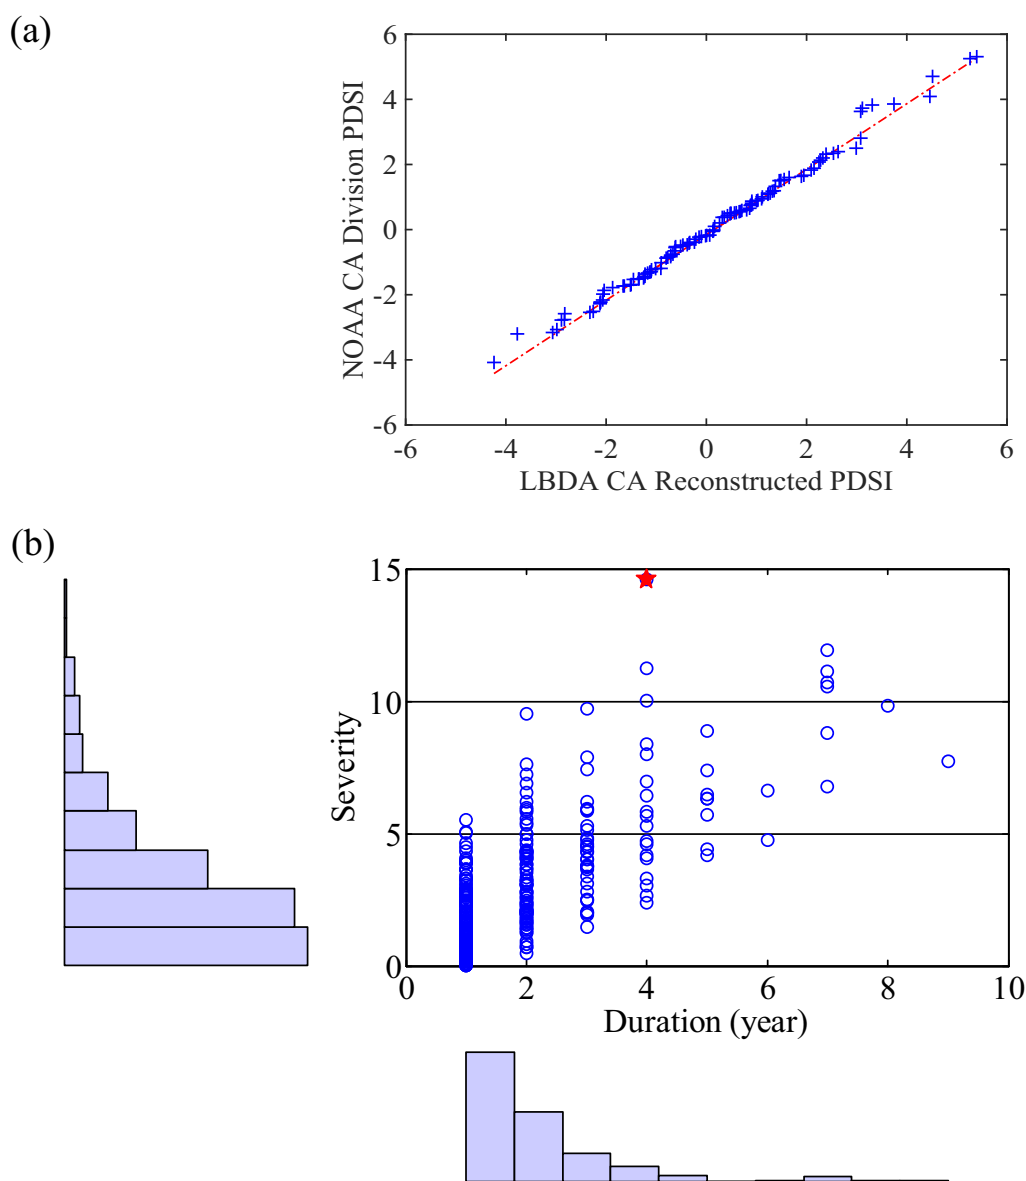 (a)
6
4
2
0
-2
-4
-6
NOAA CA Division PDSI
-6 -4 -2 0 2 4 6
LBDA CA Reconstructed PDSI
(b)
15
10
5
0
Severity
0 2 4 6 8 10
Duration (year)